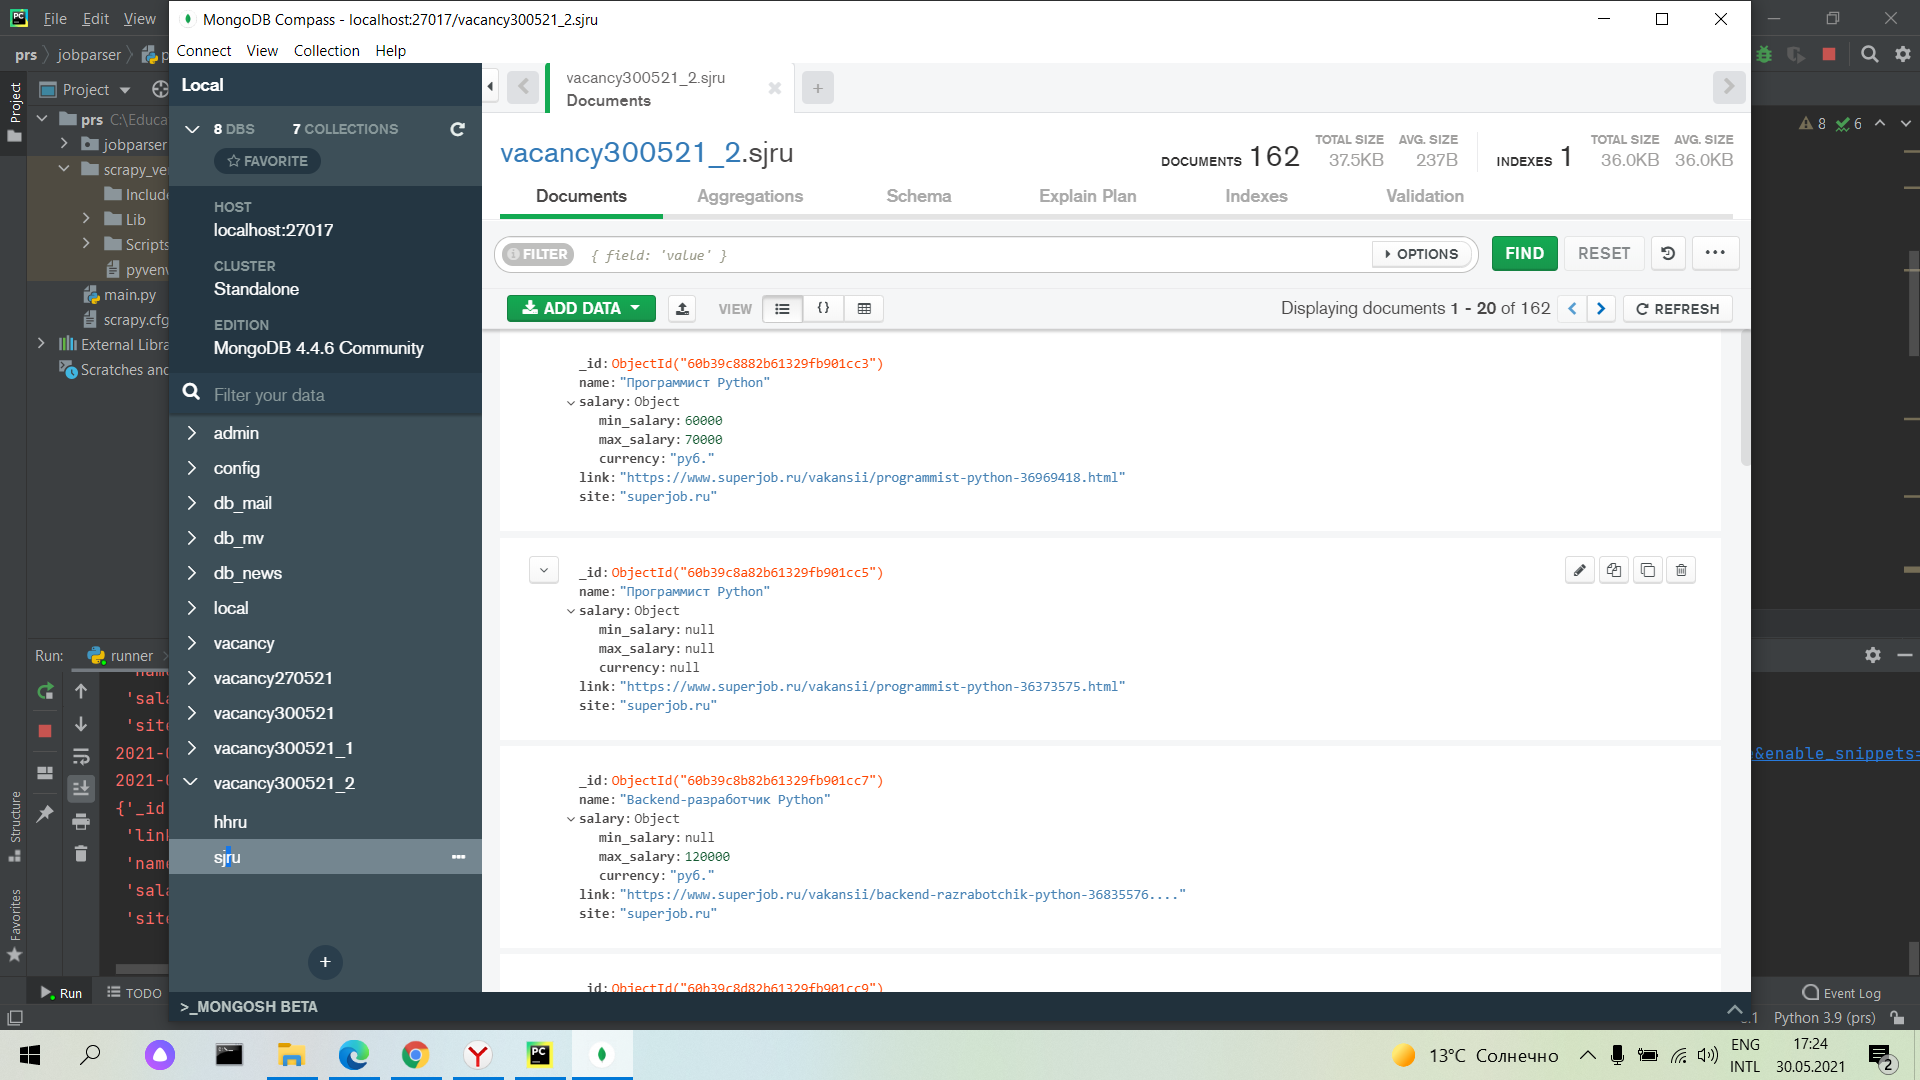 File Edit View
MongoDB Compass - localhost:27017/vacancy300521_2.sjru
Connect View Collection Help
prs jobparser
Project
Project
prs C:\Educa
jobparser
scrapy_ve
Include
Lib
Scripts
pyven
main.py
scrapy.cfg
External Libra
Scratches and
8 6
Local
8 DBS 7 COLLECTIONS
FAVORITE
HOST
localhost:27017
CLUSTER
Standalone
EDITION
MongoDB 4.4.6 Community
Filter your data
admin
config
db_mail
db_mv
db_news
local
vacancy
vacancy270521
vacancy300521
vacancy300521_1
vacancy300521_2
hhru
sjru
>_MONGOSH BETA
vacancy300521_2.sjru
Documents
vacancy300521_2.sjru
DOCUMENTS 162
TOTAL SIZE 37.5KB
AVG. SIZE 237B
INDEXES 1
TOTAL SIZE 36.0KB
AVG. SIZE 36.0KB
Documents Aggregations Schema Explain Plan Indexes Validation
FILTER { field: 'value' } OPTIONS FIND RESET
ADD DATA VIEW {} Displaying documents 1 - 20 of 162 REFRESH
_id: ObjectId("60b39c8882b61329fb901cc3")
name: "Программист Python"
salary: Object
min_salary: 60000
max_salary: 70000
currency: "руб."
link: "https://www.superjob.ru/vakansii/programmist-python-36969418.html"
site: "superjob.ru"
_id: ObjectId("60b39c8a82b61329fb901cc5")
name: "Программист Python"
salary: Object
min_salary: null
max_salary: null
currency: null
link: "https://www.superjob.ru/vakansii/programmist-python-36373575.html"
site: "superjob.ru"
_id: ObjectId("60b39c8b82b61329fb901cc7")
name: "Backend-разработчик Python"
salary: Object
min_salary: null
max_salary: 120000
currency: "руб."
link: "https://www.superjob.ru/vakansii/backend-razrabotchik-python-36835576...."
site: "superjob.ru"
_id: ObjectId("60b39c8d82b61329fb901cc9")
Run: runner
'sala
'site
2021-0
2021-0
{'_id
'link
'name
'sala
'site
&enable_snippets=
Structure
Favorites
Run TODO
Event Log
Python 3.9 (prs)
13°C Солнечно
ENG
INTL
17:24
30.05.2021
2